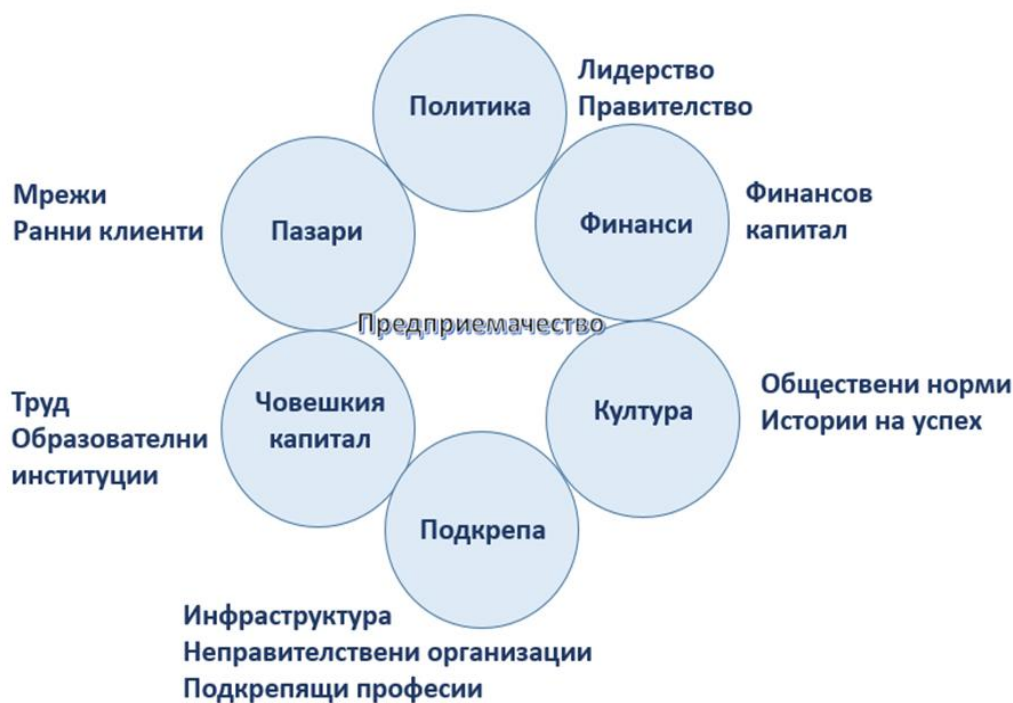 Политика
Лидерство
Правителство
Финанси
Финансов
капитал
Култура
Обществени норми
Истории на успех
Подкрепа
Инфраструктура
Неправителствени организации
Подкрепящи професии
Човешкия
капитал
Труд
Образователни
институции
Пазари
Мрежи
Ранни клиенти
Предприемачество